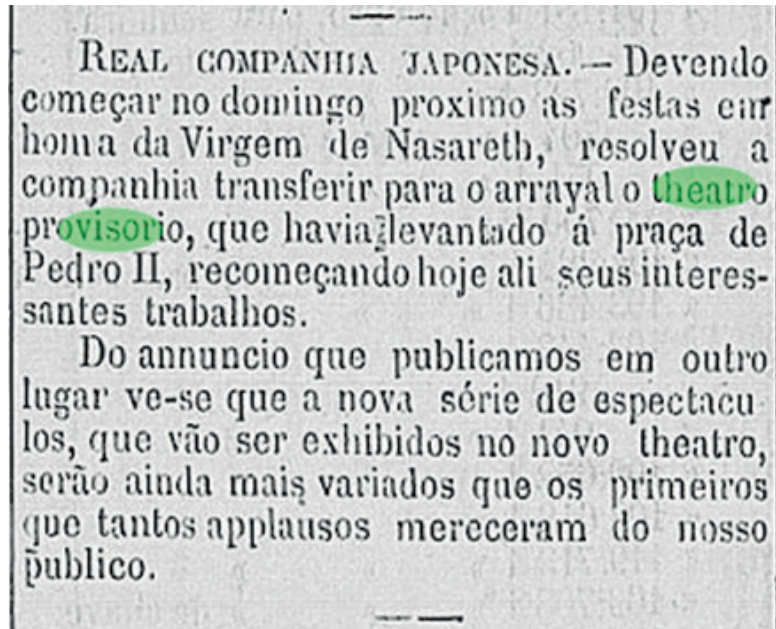 REAL COMPANHIA JAPONESA. — Devendo
começar no domingo proximo as festas em
honra da Virgem de Nasareth, resolveu a
companhia transferir para o arrayal o theatro
provisorio, que havia levantado á praça de
Pedro II, recomeçando hoje ali seus interes-
santes trabalhos.
Do annuncio que publicamos em outro
lugar ve-se que a nova série de espectacu
los, que vão ser exhibidos no novo theatro,
serão ainda mais variados que os primeiros
que tantos applausos mereceram do nosso
publico.